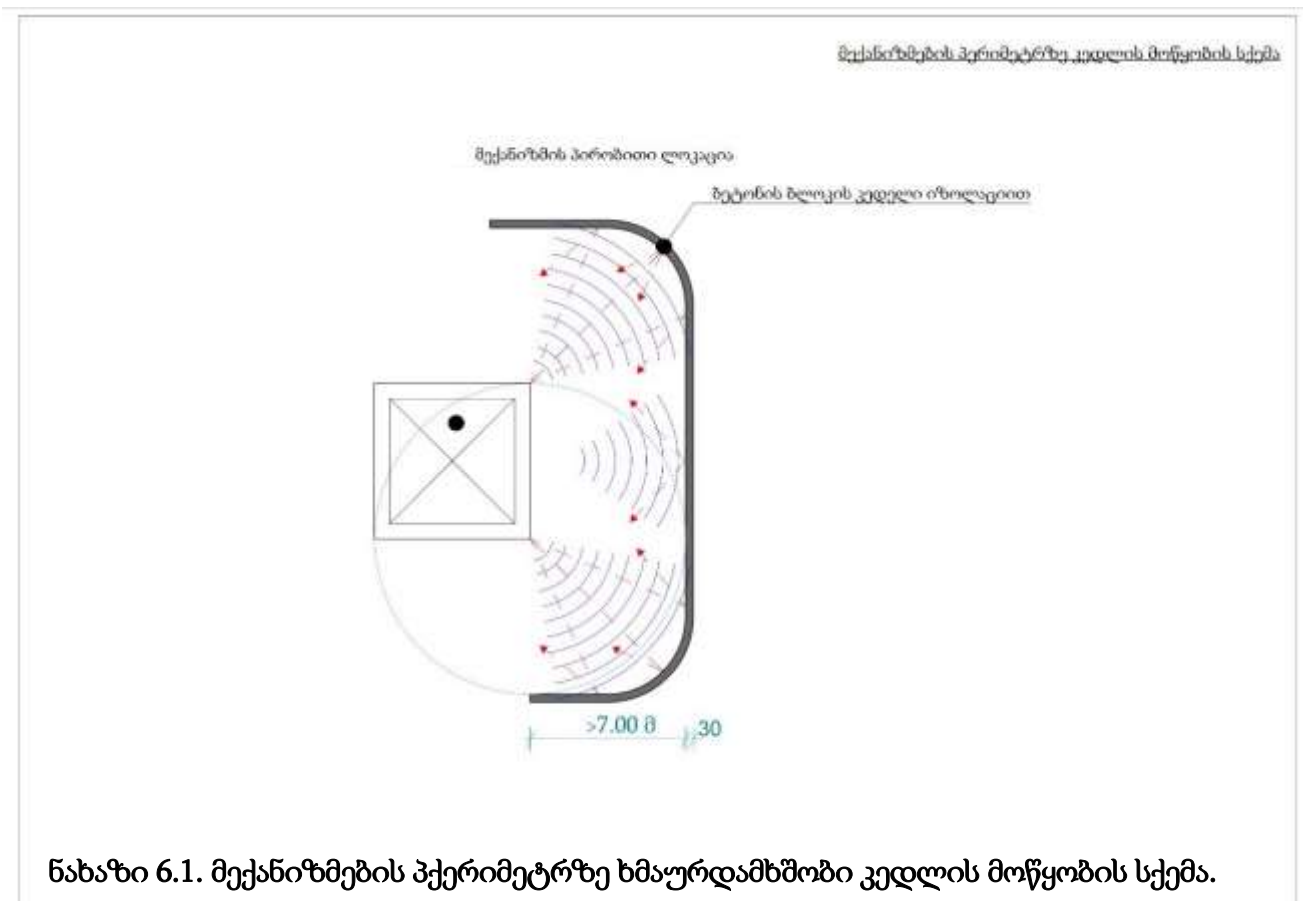 მექანიზმების პერიმეტრზე კედლის მოწყობის სქემა
მექანიზმის პირობითი ლოკაცია
ბეტონის ბლოკის კედელი იზოლაციით
>7.00 მ
30
ნახაზი 6.1. მექანიზმების პქერიმეტრზე ხმაურდამხშობი კედლის მოწყობის სქემა.